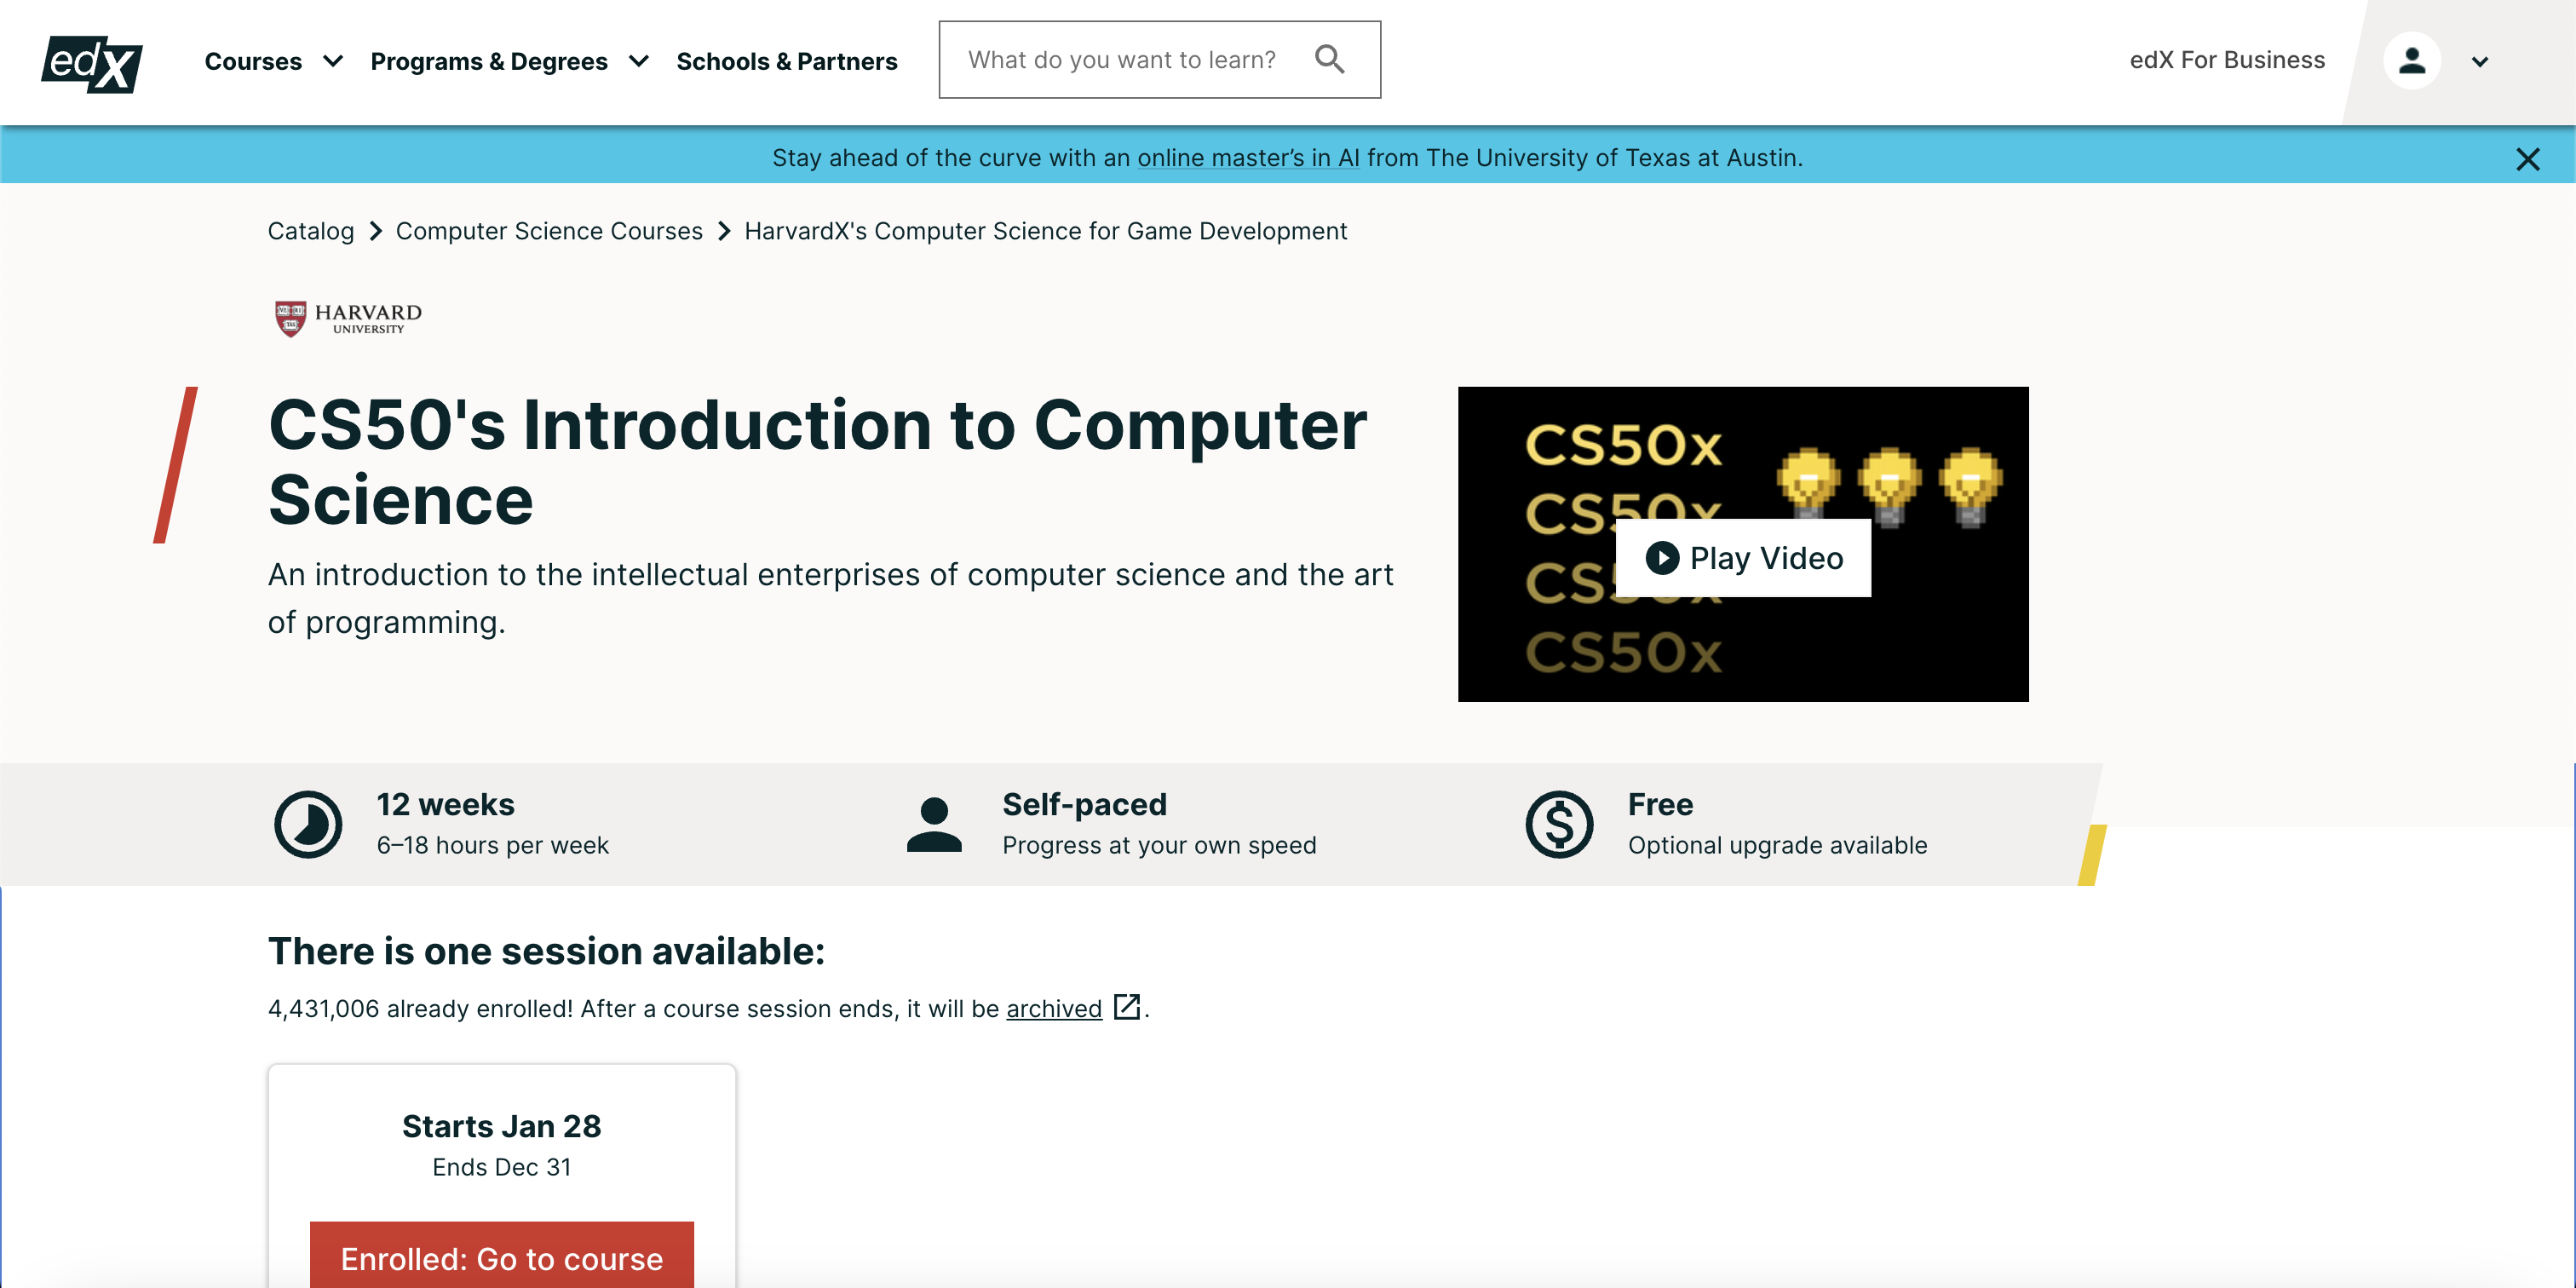 edX
Courses
Programs & Degrees
Schools & Partners
What do you want to learn?
edX For Business
Stay ahead of the curve with an online master’s in AI from The University of Texas at Austin.
Catalog
Computer Science Courses
HarvardX's Computer Science for Game Development
HARVARD
UNIVERSITY
CS50's Introduction to Computer
Science
An introduction to the intellectual enterprises of computer science and the art
of programming.
CS50x
CS50x
CS50x
CS50x
Play Video
12 weeks
6–18 hours per week
Self-paced
Progress at your own speed
Free
Optional upgrade available
There is one session available:
4,431,006 already enrolled! After a course session ends, it will be archived.
Starts Jan 28
Ends Dec 31
Enrolled: Go to course